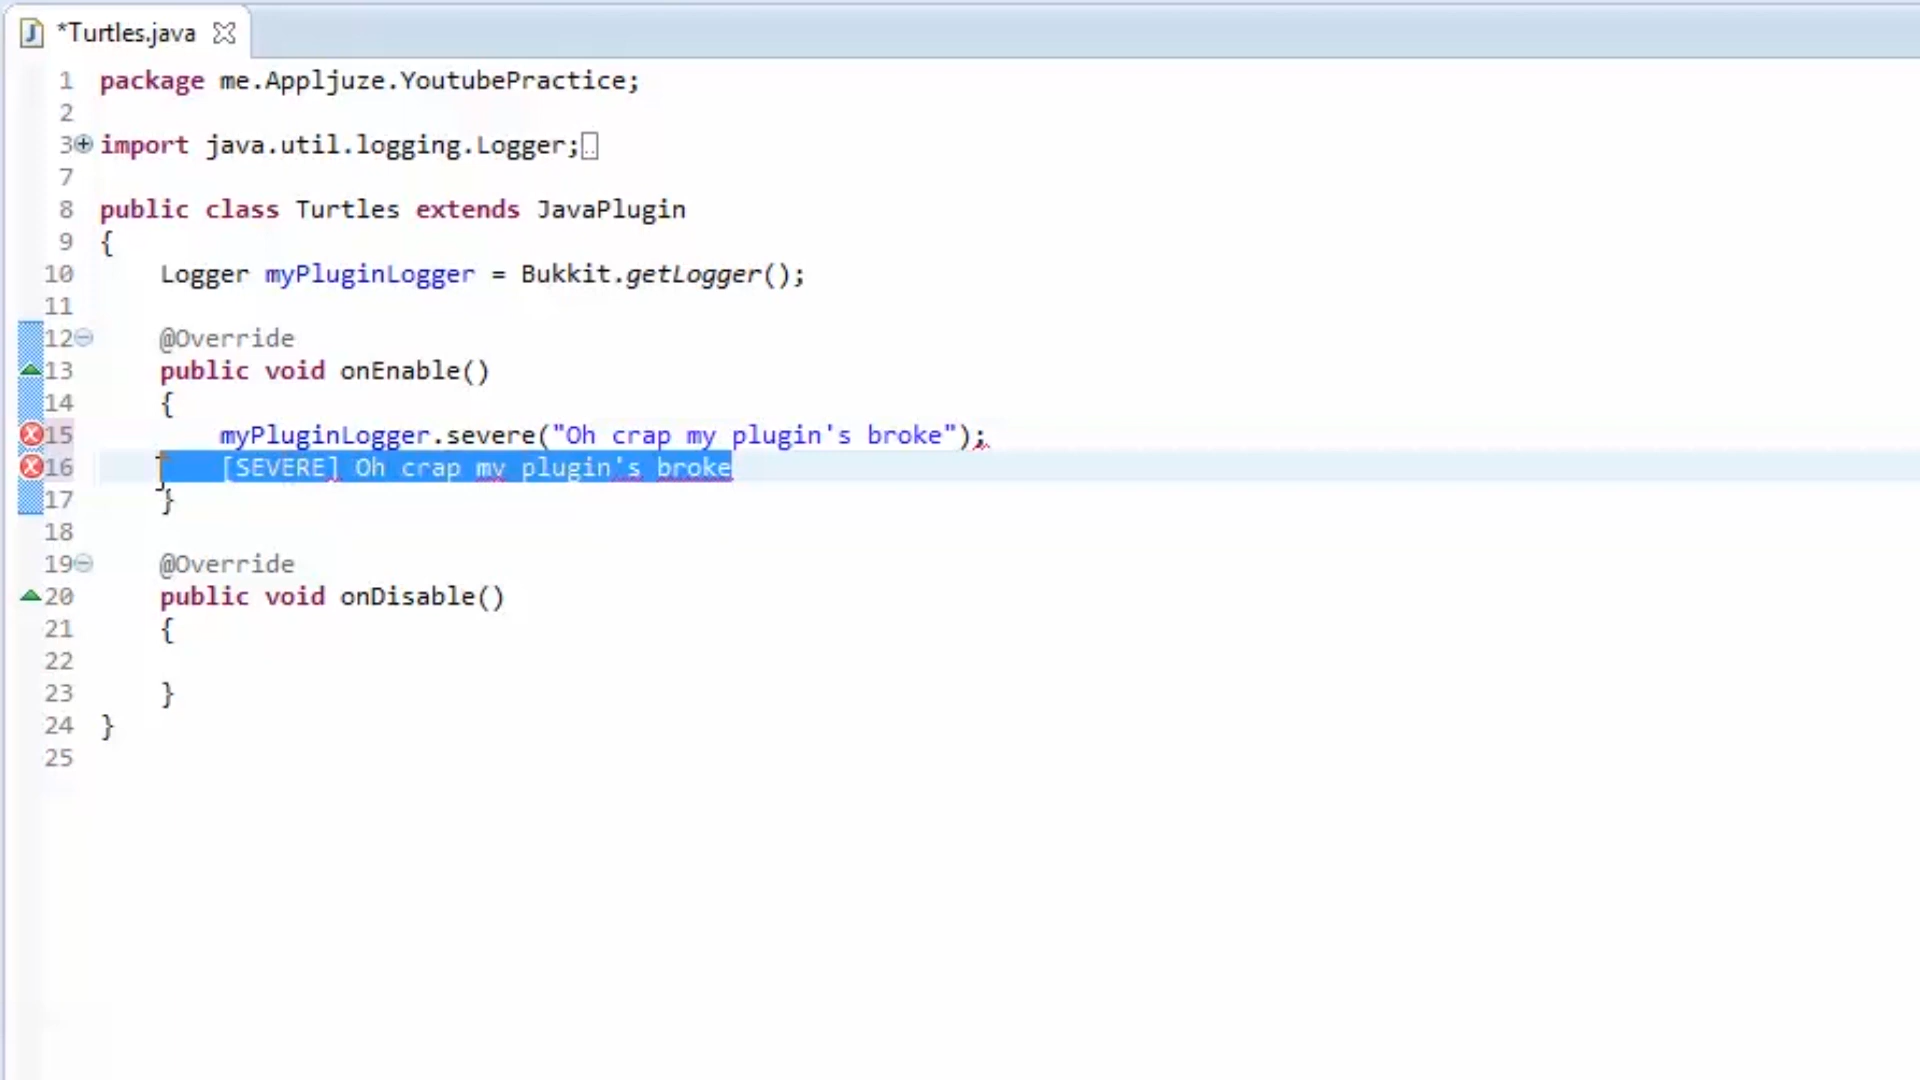 *Turtles.java
1 package me.Appljuze.YoutubePractice;
2
3 import java.util.logging.Logger;
7
8 public class Turtles extends JavaPlugin
9 {
10 Logger myPluginLogger = Bukkit.getLogger();
11
12 @Override
13 public void onEnable()
14 {
15 myPluginLogger.severe("Oh crap my plugin's broke");
16 [SEVERE] Oh crap my plugin's broke
17 }
18
19 @Override
20 public void onDisable()
21 {
22
23 }
24 }
25